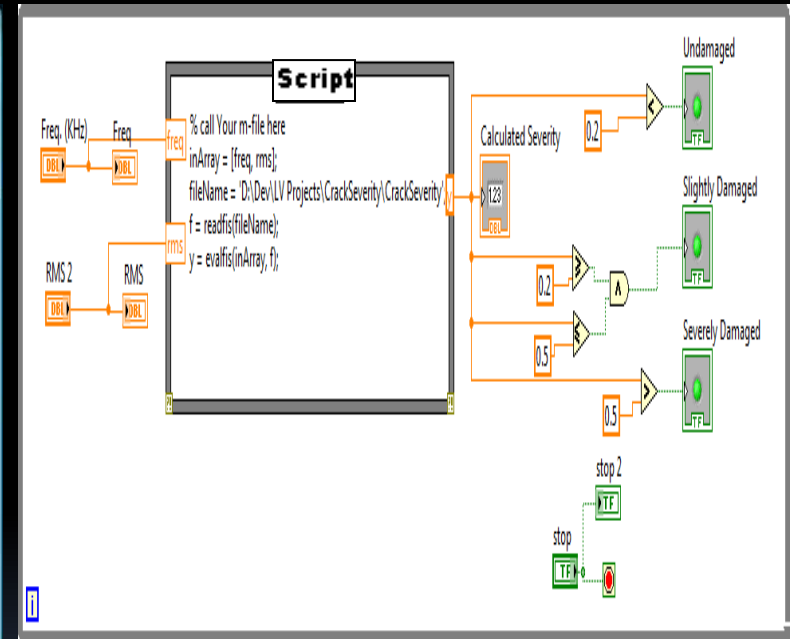 Script
Undamaged
Freq. (KHz)
Freq
DBL
DBL
freq
% call Your m-file here
inArray = [freq, rms];
fileName = 'D:\Dev\LV Projects\CrackSeverity\CrackSeverity'
f = readfis(fileName);
y = evalfis(inArray, f);
rms
y
0.2
<
TF
Calculated Severity
123
DBL
Slightly Damaged
TF
RMS 2
RMS
DBL
DBL
0.2
≥
∧
0.5
≤
Severely Damaged
0.5
>
TF
stop 2
TF
stop
TF
i